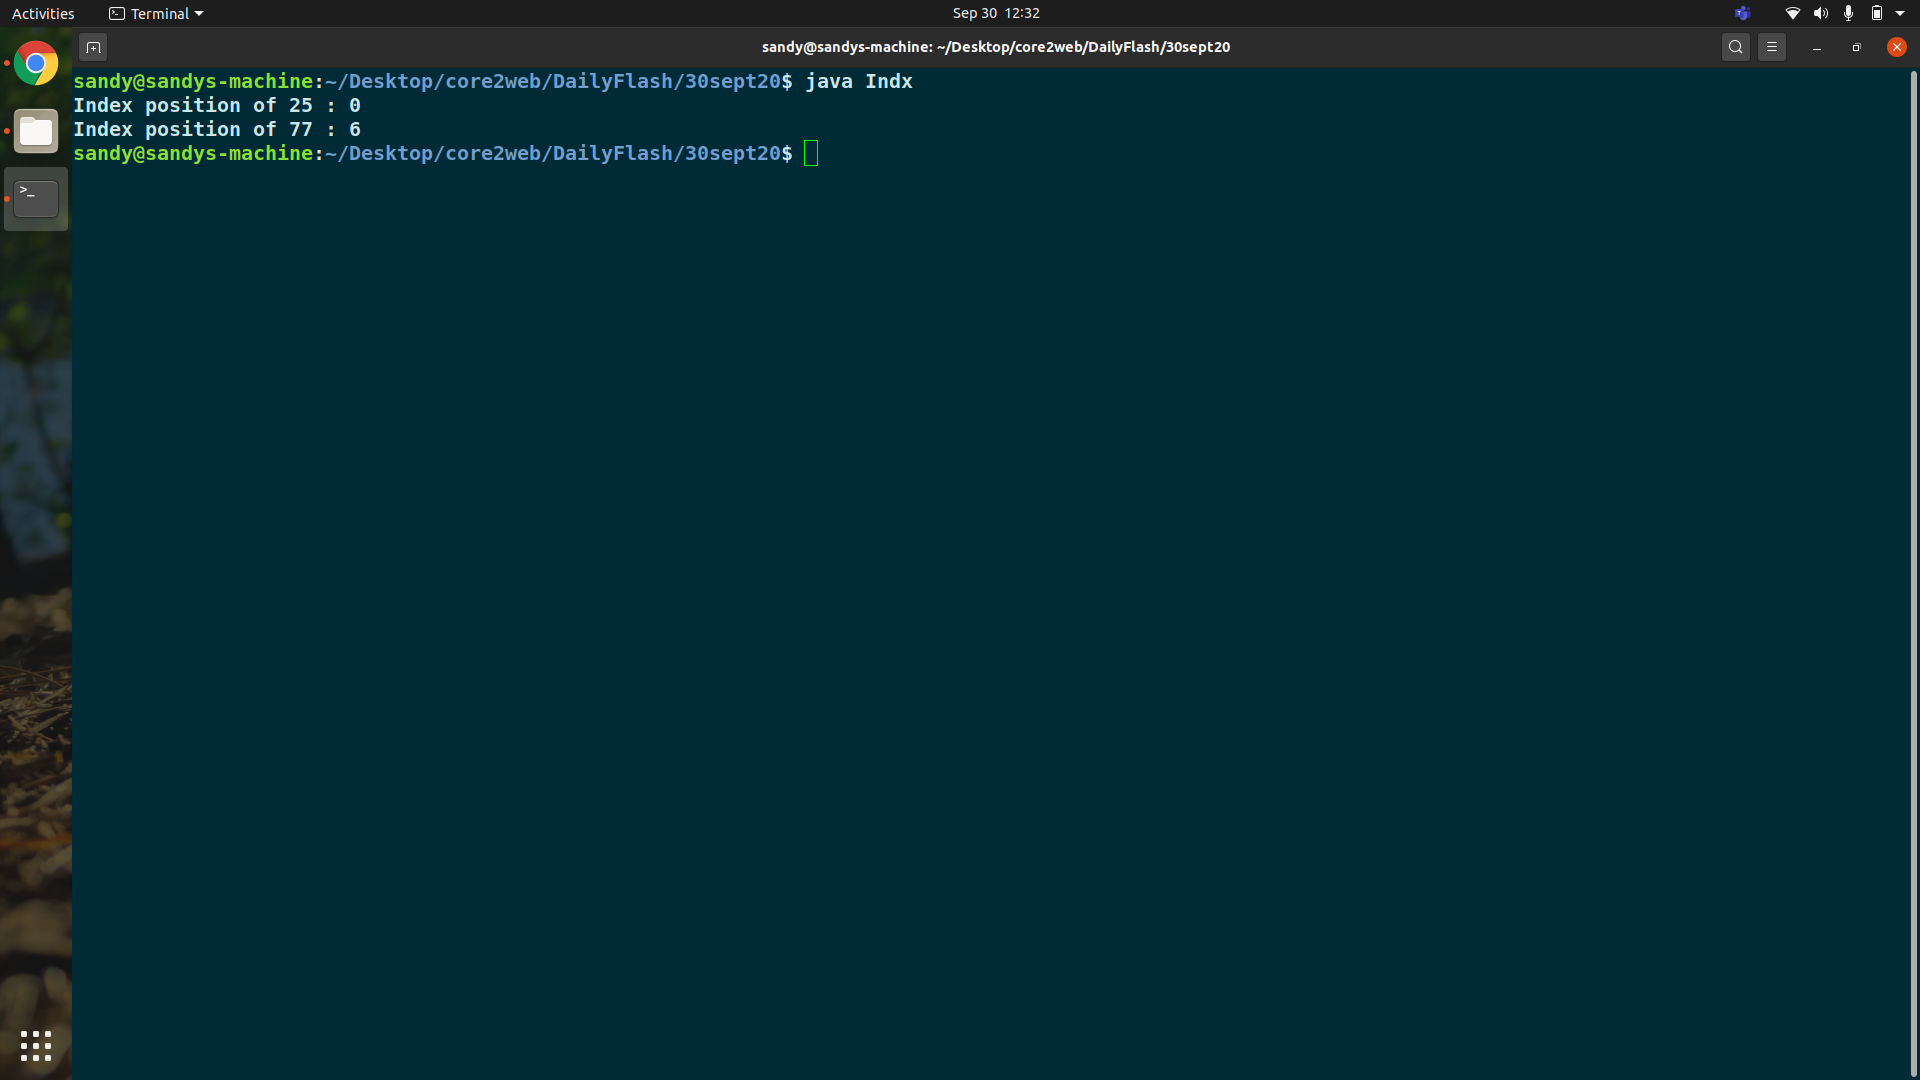 Activities Terminal Sep 30 12:32
sandy@sandys-machine: ~/Desktop/core2web/DailyFlash/30sept20
sandy@sandys-machine:~/Desktop/core2web/DailyFlash/30sept20$ java Indx
Index position of 25 : 0
Index position of 77 : 6
sandy@sandys-machine:~/Desktop/core2web/DailyFlash/30sept20$